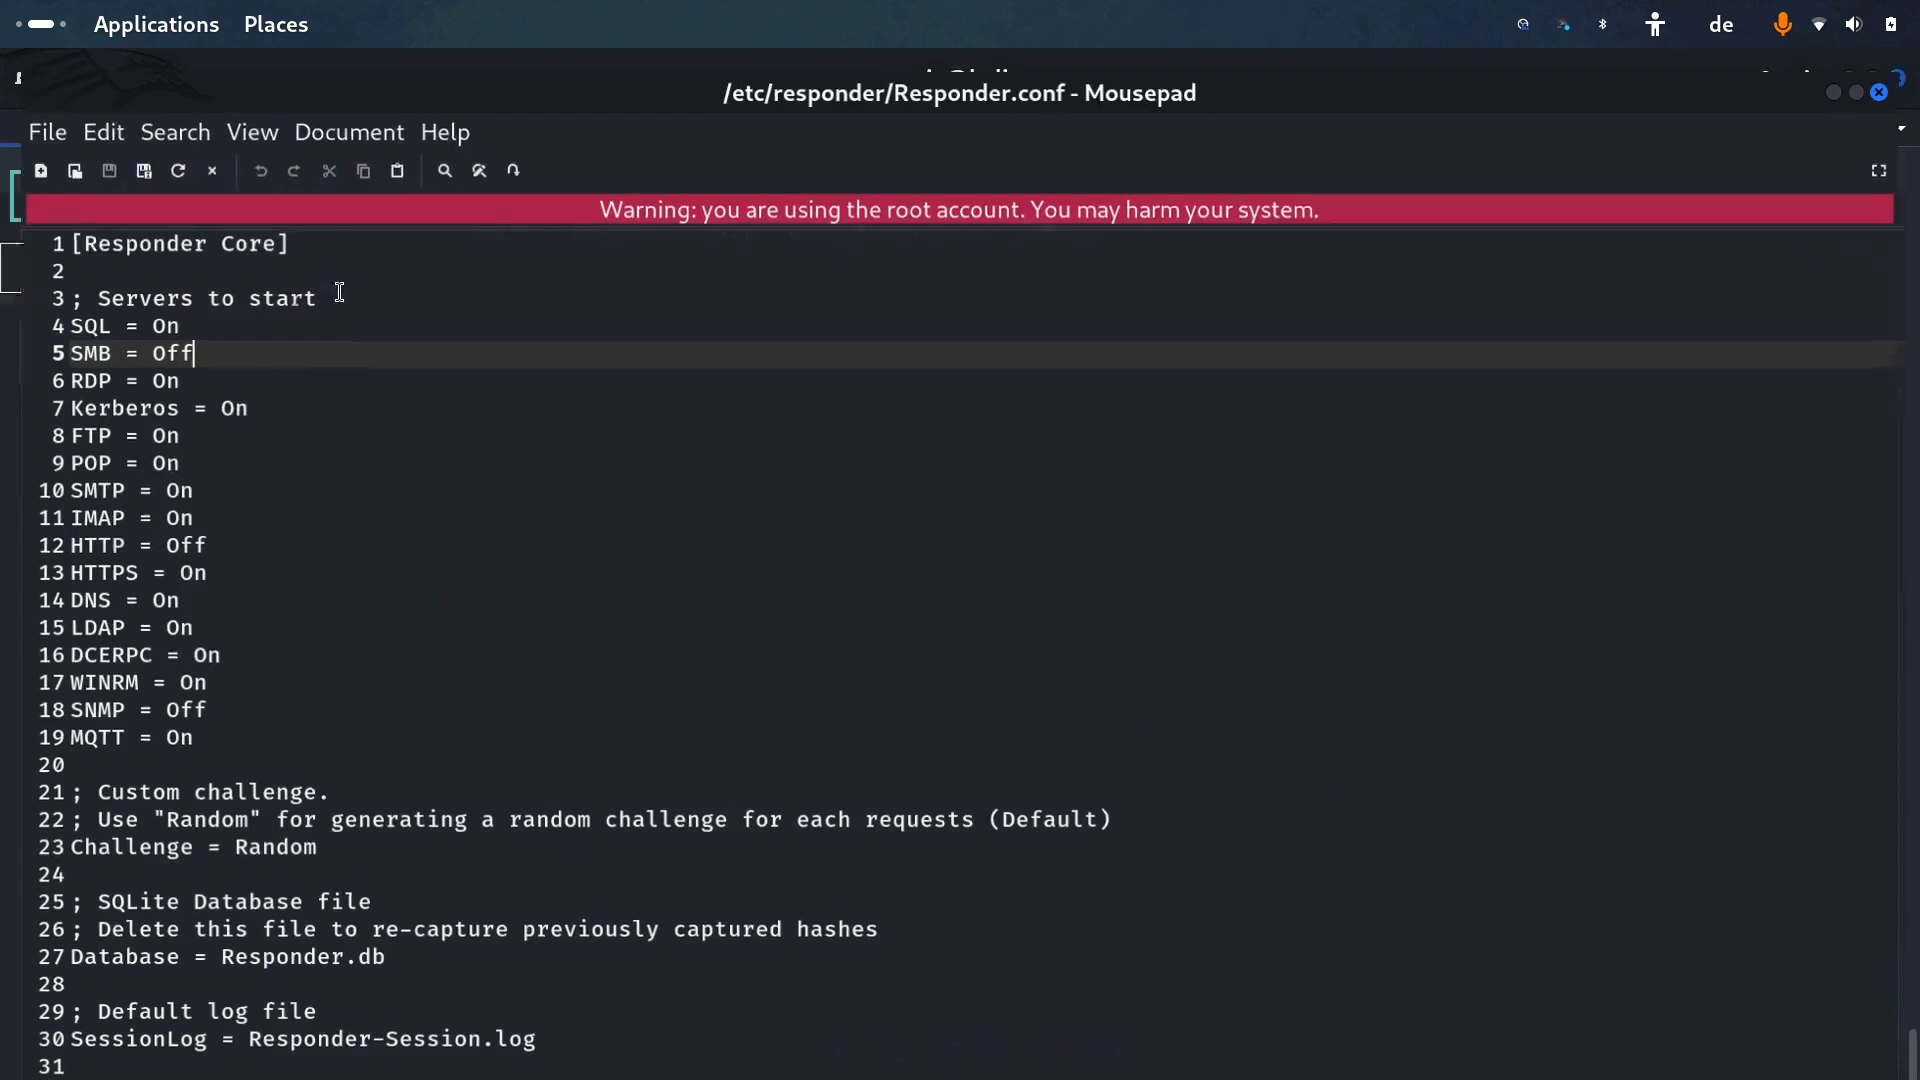 Applications Places de
/etc/responder/Responder.conf - Mousepad
File Edit Search View Document Help
Warning: you are using the root account. You may harm your system.
1 [Responder Core]
2
3 ; Servers to start
4 SQL = On
5 SMB = Off
6 RDP = On
7 Kerberos = On
8 FTP = On
9 POP = On
10 SMTP = On
11 IMAP = On
12 HTTP = Off
13 HTTPS = On
14 DNS = On
15 LDAP = On
16 DCERPC = On
17 WINRM = On
18 SNMP = Off
19 MQTT = On
20
21 ; Custom challenge.
22 ; Use "Random" for generating a random challenge for each requests (Default)
23 Challenge = Random
24
25 ; SQLite Database file
26 ; Delete this file to re-capture previously captured hashes
27 Database = Responder.db
28
29 ; Default log file
30 SessionLog = Responder-Session.log
31